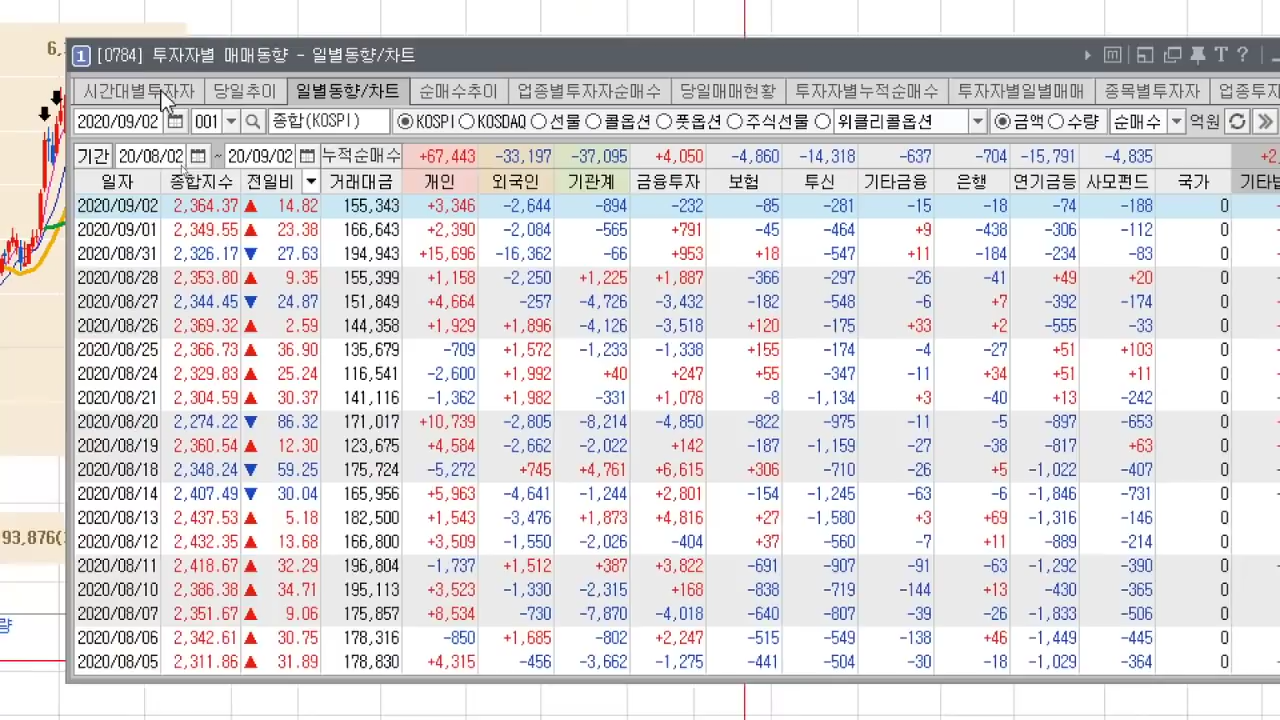 1 [0784] 투자자별 매매동향 - 일별동향/차트
시간대별투자자 당일추이 일별동향/차트 순매수추이 업종별투자자순매수 당일매매현황 투자자별누적순매수 투자자별일별매매 종목별투자자
2020/09/02 001 종합(KOSPI) KOSPI KOSDAQ 선물 콜옵션 풋옵션 주식선물 위클리콜옵션 금액 수량 순매수 억원
기간 20/08/02 ~ 20/09/02 누적순매수 +67,443 -33,197 -37,095 +4,050 -4,860 -14,318 -637 -704 -15,791 -4,835
일자 종합지수 전일비 거래대금 개인 외국인 기관계 금융투자 보험 투신 기타금융 은행 연기금등 사모펀드 국가
2020/09/02 2,364.37 ▲ 14.82 155,343 +3,346 -2,644 -894 -232 -85 -281 -15 -18 -74 -188 0
2020/09/01 2,349.55 ▲ 23.38 166,643 +2,390 -2,084 -565 +791 -45 -464 +9 -438 -306 -112 0
2020/08/31 2,326.17 ▼ 27.63 194,943 +15,696 -16,362 -66 +953 +18 -547 +11 -184 -234 -83 0
2020/08/28 2,353.80 ▲ 9.35 155,399 +1,158 -2,250 +1,225 +1,887 -366 -297 -26 -41 +49 +20 0
2020/08/27 2,344.45 ▼ 24.87 151,849 +4,664 -257 -4,726 -3,432 -182 -548 -6 +7 -392 -174 0
2020/08/26 2,369.32 ▲ 2.59 144,358 +1,929 +1,896 -4,126 -3,518 +120 -175 +33 +2 -555 -33 0
2020/08/25 2,366.73 ▲ 36.90 135,679 -709 +1,572 -1,233 -1,338 +155 -174 -4 -27 +51 +103 0
2020/08/24 2,329.83 ▲ 25.24 116,541 -2,600 +1,992 +40 +247 +55 -347 -11 +34 +51 +11 0
2020/08/21 2,304.59 ▲ 30.37 141,116 -1,362 +1,982 -331 +1,078 -8 -1,134 +3 -40 +13 -242 0
2020/08/20 2,274.22 ▼ 86.32 171,017 +10,739 -2,805 -8,214 -4,850 -822 -975 -11 -5 -897 -653 0
2020/08/19 2,360.54 ▲ 12.30 123,675 +4,584 -2,662 -2,022 +142 -187 -1,159 -27 -38 -817 +63 0
2020/08/18 2,348.24 ▼ 59.25 175,724 -5,272 +745 +4,761 +6,615 +306 -710 -26 +5 -1,022 -407 0
2020/08/14 2,407.49 ▼ 30.04 165,956 +5,963 -4,641 -1,244 +2,801 -154 -1,245 -63 -6 -1,846 -731 0
2020/08/13 2,437.53 ▲ 5.18 182,500 +1,543 -3,476 +1,873 +4,816 +27 -1,580 +3 +69 -1,316 -146 0
2020/08/12 2,432.35 ▲ 13.68 166,800 +3,509 -1,550 -2,026 -404 +37 -560 -7 +11 -889 -214 0
2020/08/11 2,418.67 ▲ 32.29 196,804 -1,737 +1,512 +387 +3,822 -691 -907 -91 -63 -1,292 -390 0
2020/08/10 2,386.38 ▲ 34.71 195,113 +3,523 -1,330 -2,315 +168 -838 -719 -144 +13 -430 -365 0
2020/08/07 2,351.67 ▲ 9.06 175,857 +8,534 -730 -7,870 -4,018 -640 -807 -39 -26 -1,833 -506 0
2020/08/06 2,342.61 ▲ 30.75 178,316 -850 +1,685 -802 +2,247 -515 -549 -138 +46 -1,449 -445 0
2020/08/05 2,311.86 ▲ 31.89 178,830 +4,315 -456 -3,662 -1,275 -441 -504 -30 -18 -1,029 -364 0
93,876
량